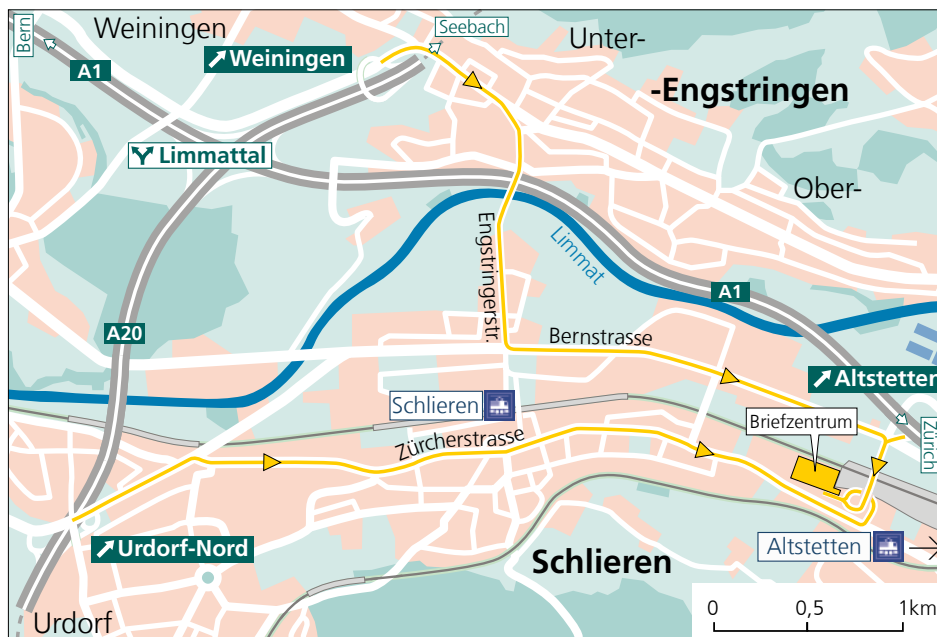 Bern
Weiningen
Seebach
Unter-
A1
Weiningen
-Engstringen
Limmattal
Ober-
Engstringerstr.
Limmat
A1
A20
Bernstrasse
Altstetten
Schlieren
Briefzentrum
Zürich
Zürcherstrasse
Urdorf-Nord
Schlieren
Altstetten
Urdorf
0 0,5 1km